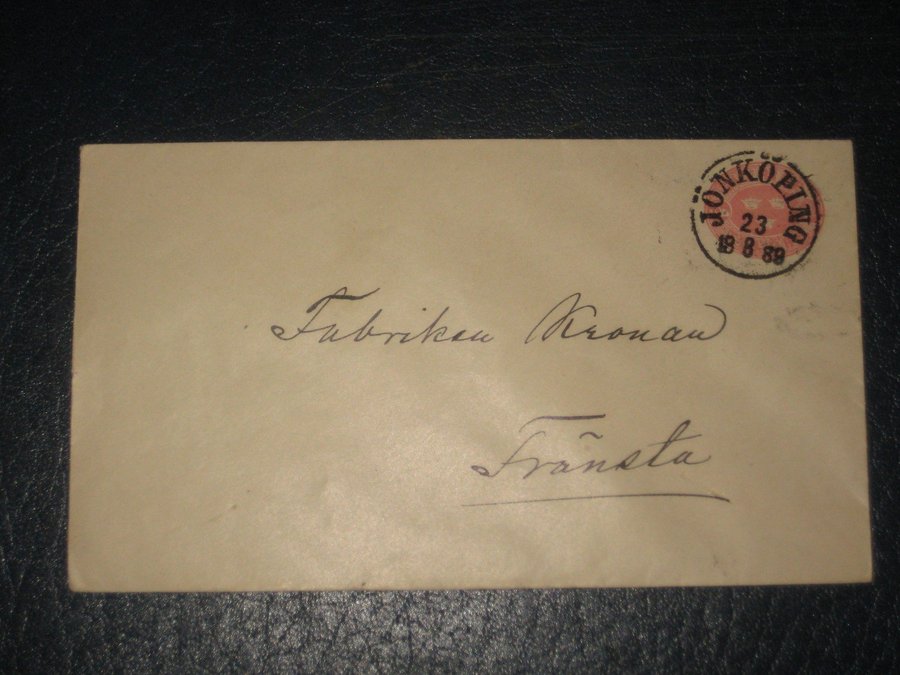 JÖNKÖPING
23
18 8 89
Fabriken Kronan
Fränsta